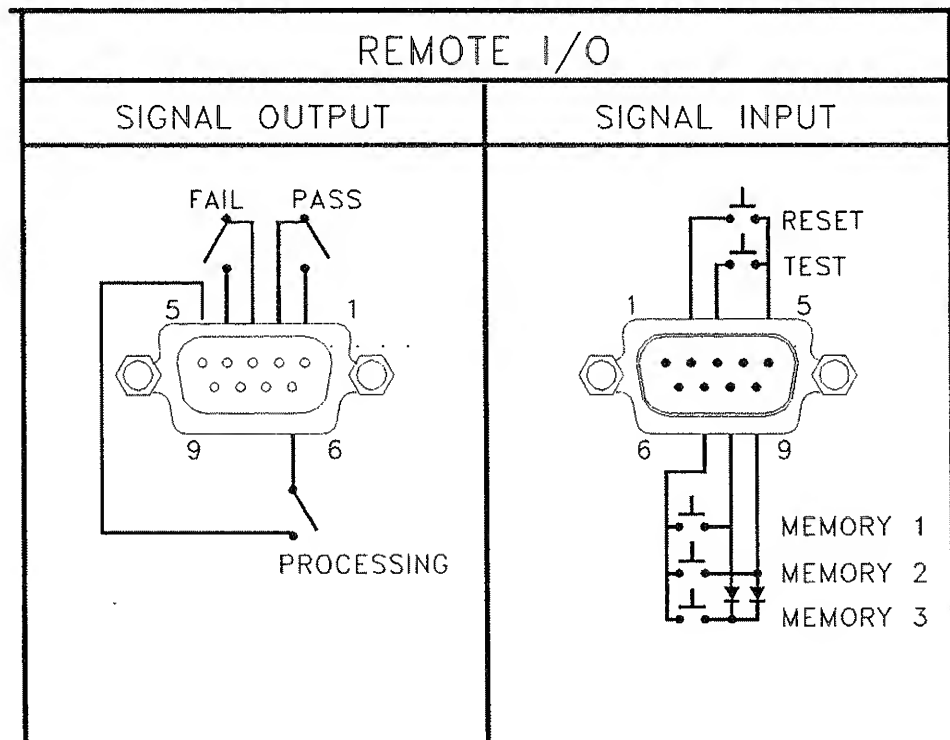 REMOTE I/O
SIGNAL OUTPUT
SIGNAL INPUT
FAIL PASS
5 1
9 6
PROCESSING
RESET
TEST
1 5
6 9
MEMORY 1
MEMORY 2
MEMORY 3